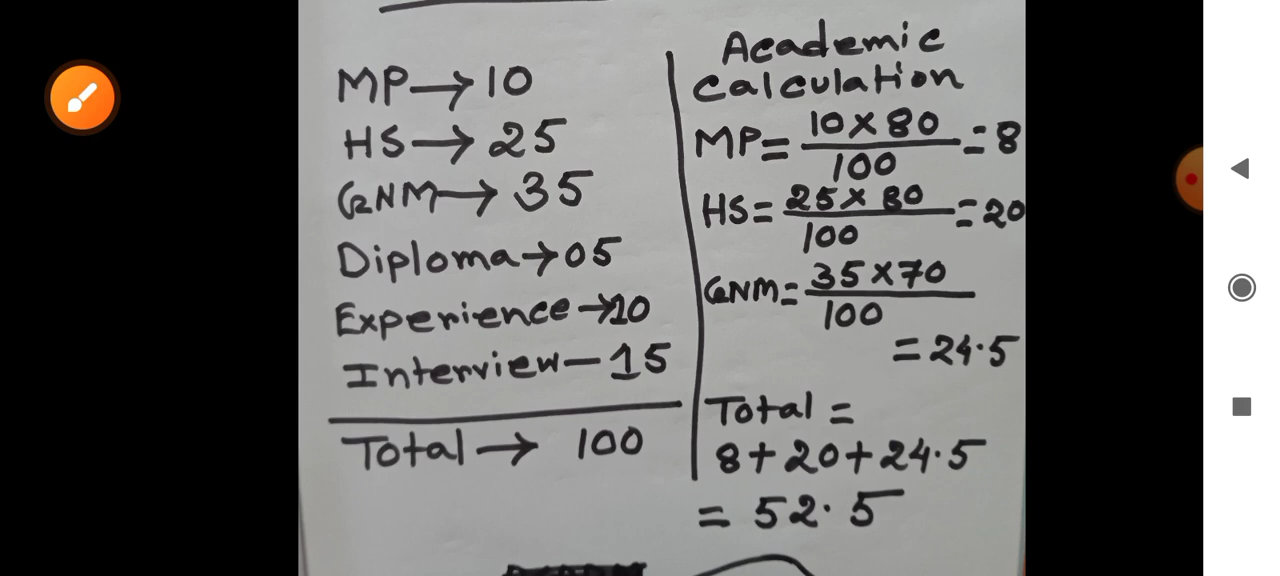 MP→10
HS→25
GNM→35
Diploma→05
Experience→10
Interview—15
Total→ 100
Academic
calculation
MP= 10×80/100 =8
HS= 25×80/100 =20
GNM= 35×70/100
= 24.5
Total =
8+20+24.5
= 52.5